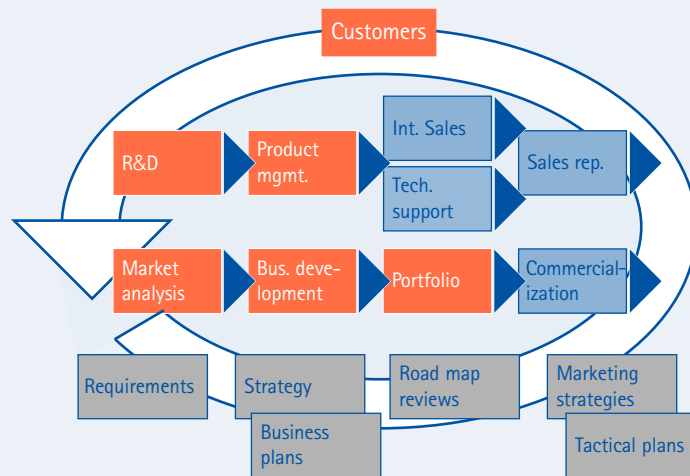 Customers
R&D
Product
mgmt.
Int. Sales
Tech.
support
Sales rep.
Market
analysis
Bus. deve-
lopment
Portfolio
Commercial-
ization
Requirements
Strategy
Road map
reviews
Marketing
strategies
Business
plans
Tactical plans